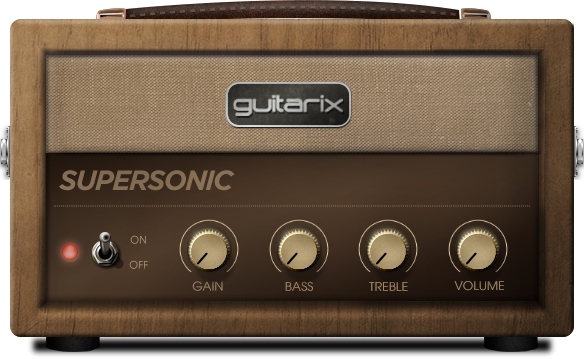 guitarix
SUPERSONIC
ON
OFF
GAIN BASS TREBLE VOLUME